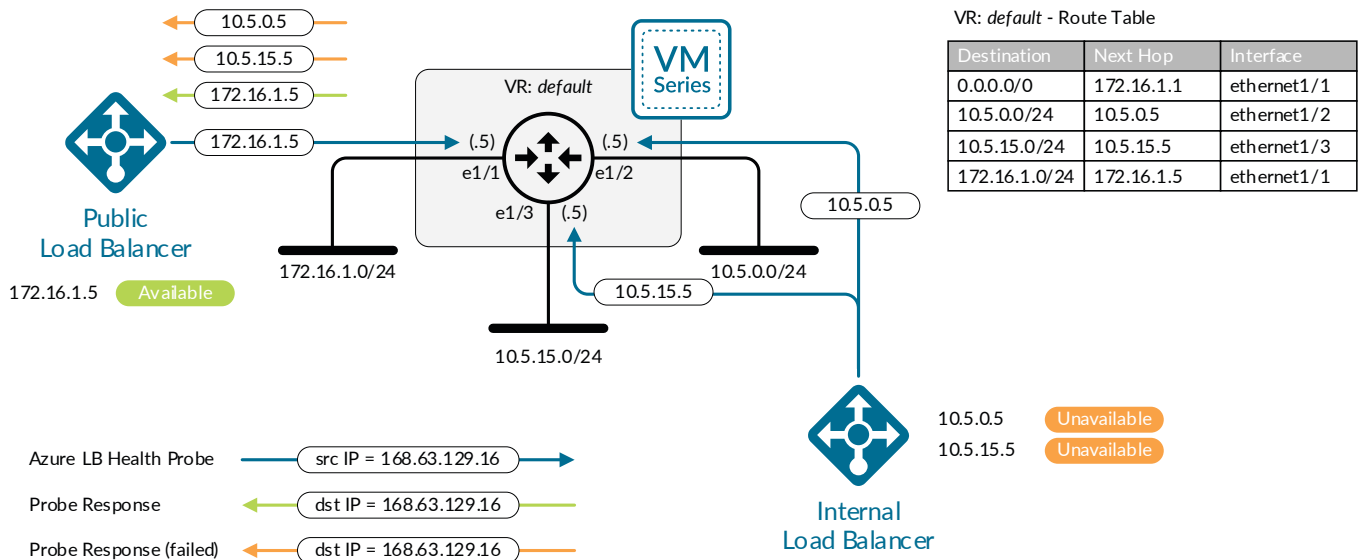 10.5.0.5
10.5.15.5
172.16.1.5
172.16.1.5
Public
Load Balancer
172.16.1.5 Available
VM
Series
VR: default
(.5) (.5)
e1/1 e1/2
e1/3 (.5)
172.16.1.0/24
10.5.0.0/24
10.5.15.0/24
10.5.0.5
10.5.15.5
VR: default - Route Table
Destination Next Hop Interface
0.0.0.0/0 172.16.1.1 ethernet1/1
10.5.0.0/24 10.5.0.5 ethernet1/2
10.5.15.0/24 10.5.15.5 ethernet1/3
172.16.1.0/24 172.16.1.5 ethernet1/1
10.5.0.5 Unavailable
10.5.15.5 Unavailable
Internal
Load Balancer
Azure LB Health Probe src IP = 168.63.129.16
Probe Response dst IP = 168.63.129.16
Probe Response (failed) dst IP = 168.63.129.16